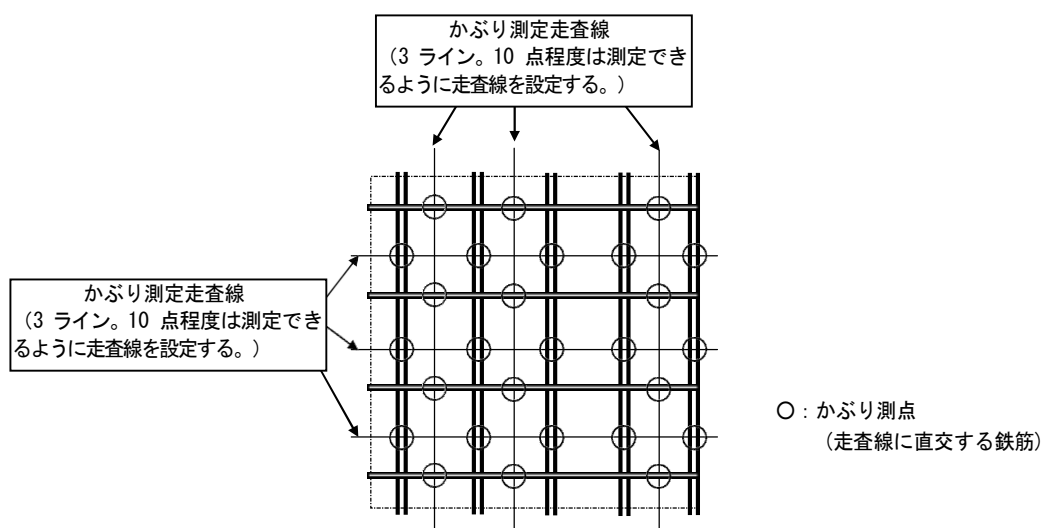 かぶり測定走査線
（3 ライン。10 点程度は測定でき
るように走査線を設定する。）
かぶり測定走査線
（3 ライン。10 点程度は測定でき
るように走査線を設定する。）
○：かぶり測点
（走査線に直交する鉄筋）